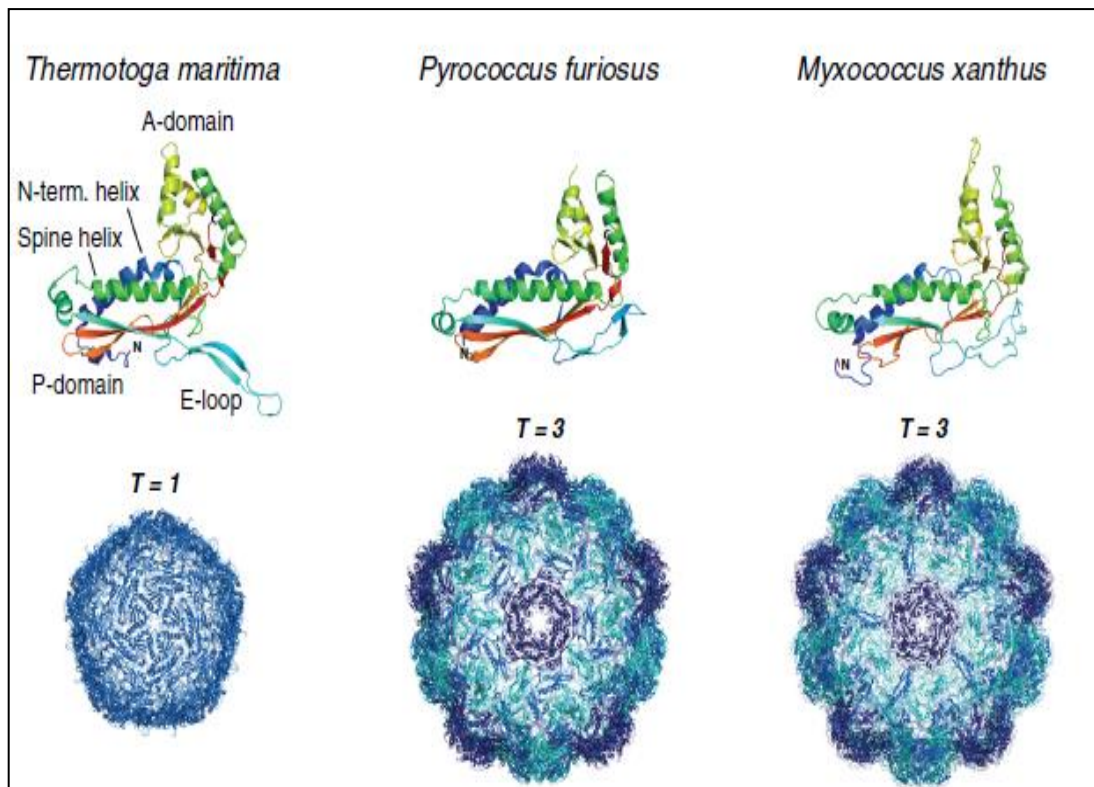 Thermotoga maritima
Pyrococcus furiosus
Myxococcus xanthus
A-domain
N-term. helix
Spine helix
N
P-domain
E-loop
N
N
T = 1
T = 3
T = 3